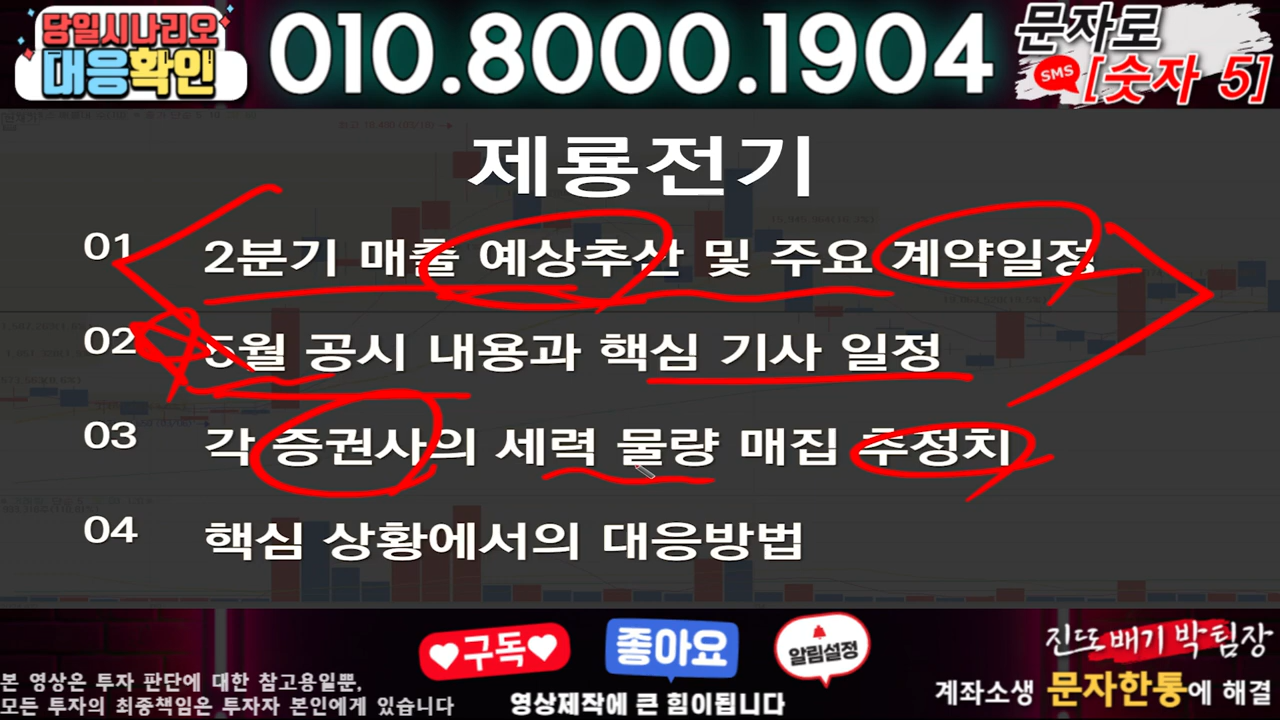 당일시나리오
대응확인
010.8000.1904
문자로
SMS [숫자 5]
제룡전기
01 2분기 매출 예상추산 및 주요 계약일정
02 5월 공시 내용과 핵심 기사 일정
03 각 증권사의 세력 물량 매집 추정치
04 핵심 상황에서의 대응방법
구독
좋아요
알림설정
영상제작에 큰 힘이됩니다
본 영상은 투자 판단에 대한 참고용일뿐,
모든 투자의 최종책임은 투자자 본인에게 있습니다
진또배기 박팀장
계좌소생 문자한통에 해결